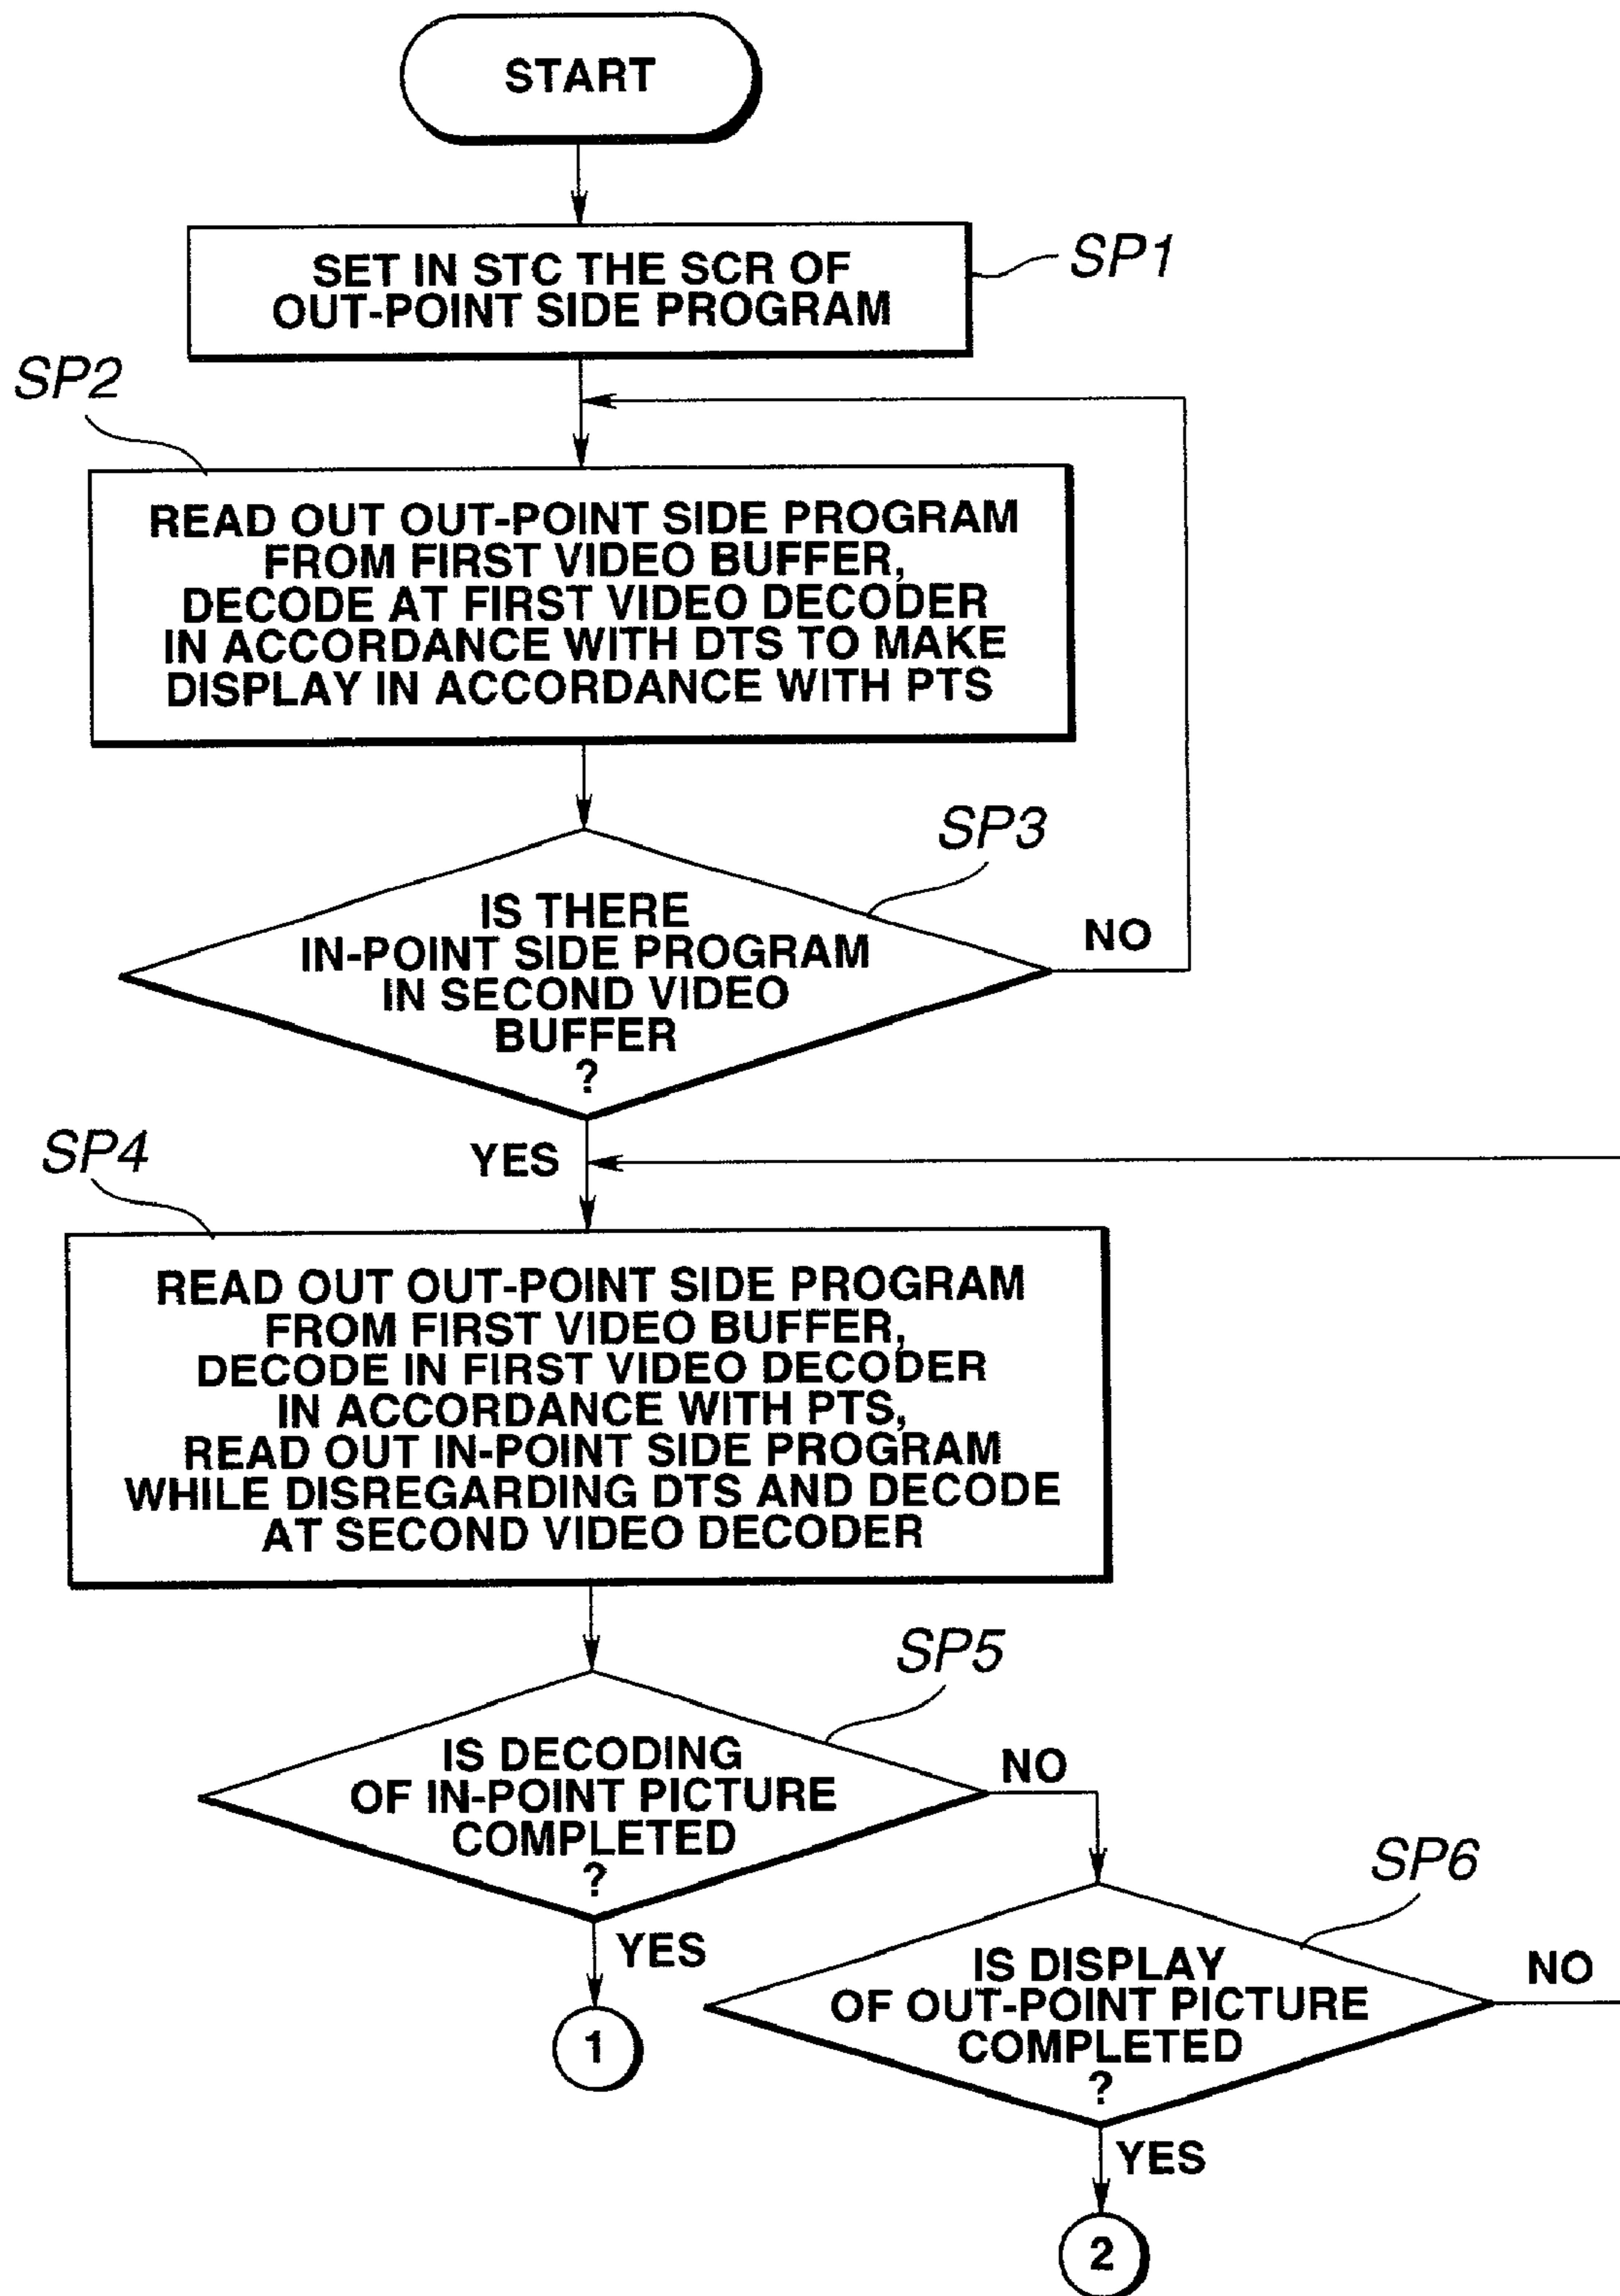 START
SET IN STC THE SCR OF
OUT-POINT SIDE PROGRAM
SP1
SP2
READ OUT OUT-POINT SIDE PROGRAM
FROM FIRST VIDEO BUFFER,
DECODE AT FIRST VIDEO DECODER
IN ACCORDANCE WITH DTS TO MAKE
DISPLAY IN ACCORDANCE WITH PTS
SP3
IS THERE
IN-POINT SIDE PROGRAM
IN SECOND VIDEO
BUFFER
?
NO
YES
SP4
READ OUT OUT-POINT SIDE PROGRAM
FROM FIRST VIDEO BUFFER,
DECODE IN FIRST VIDEO DECODER
IN ACCORDANCE WITH PTS,
READ OUT IN-POINT SIDE PROGRAM
WHILE DISREGARDING DTS AND DECODE
AT SECOND VIDEO DECODER
SP5
IS DECODING
OF IN-POINT PICTURE
COMPLETED
?
NO
YES
1
SP6
IS DISPLAY
OF OUT-POINT PICTURE
COMPLETED
?
NO
YES
2